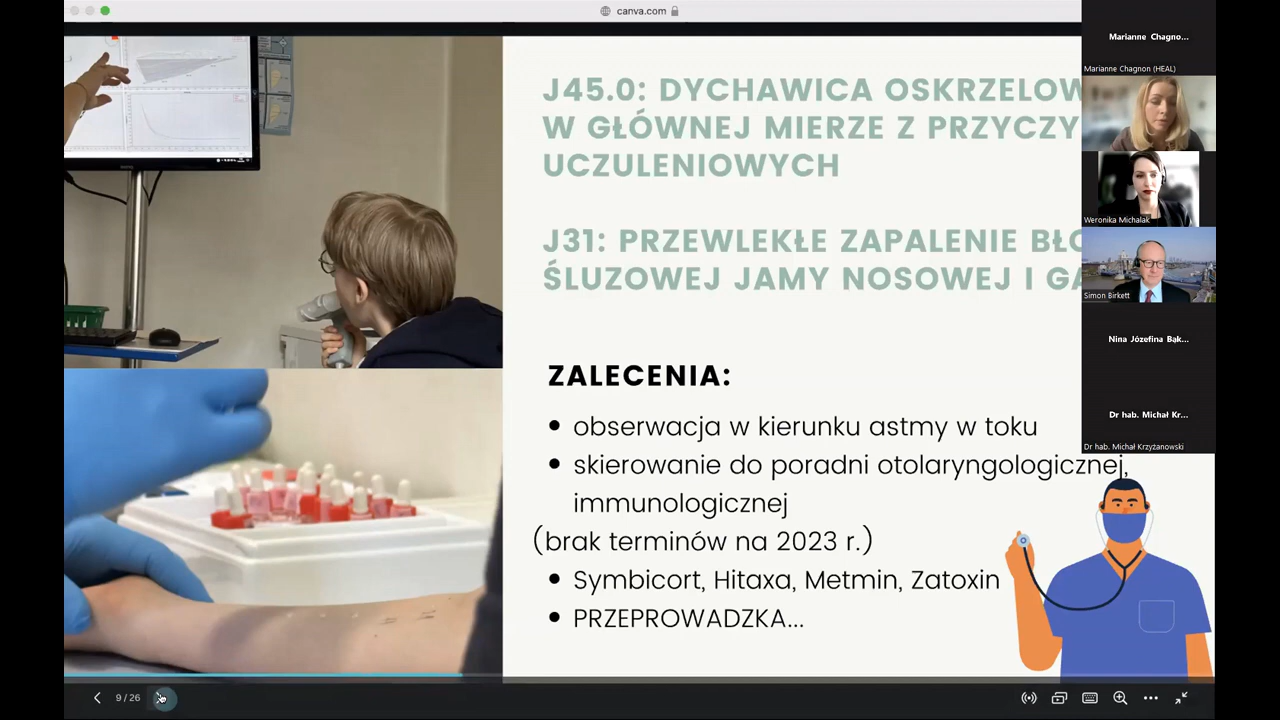 canva.com
J45.0: DYCHAWICA OSKRZELOW
W GŁÓWNEJ MIERZE Z PRZYCZY
UCZULENIOWYCH
J31: PRZEWLEKŁE ZAPALENIE BŁO
ŚLUZOWEJ JAMY NOSOWEJ I GA
ZALECENIA:
obserwacja w kierunku astmy w toku
skierowanie do poradni otolaryngologicznej,
immunologicznej
(brak terminów na 2023 r.)
Symbicort, Hitaxa, Metmin, Zatoxin
PRZEPROWADZKA...
9 / 26
Marianne Chagno...
Marianne Chagnon (HEAL)
Weronika Michalak
Simon Birkett
Nina Józefina Bąk...
Dr hab. Michał Kr...
Dr hab. Michał Krzyżanowski